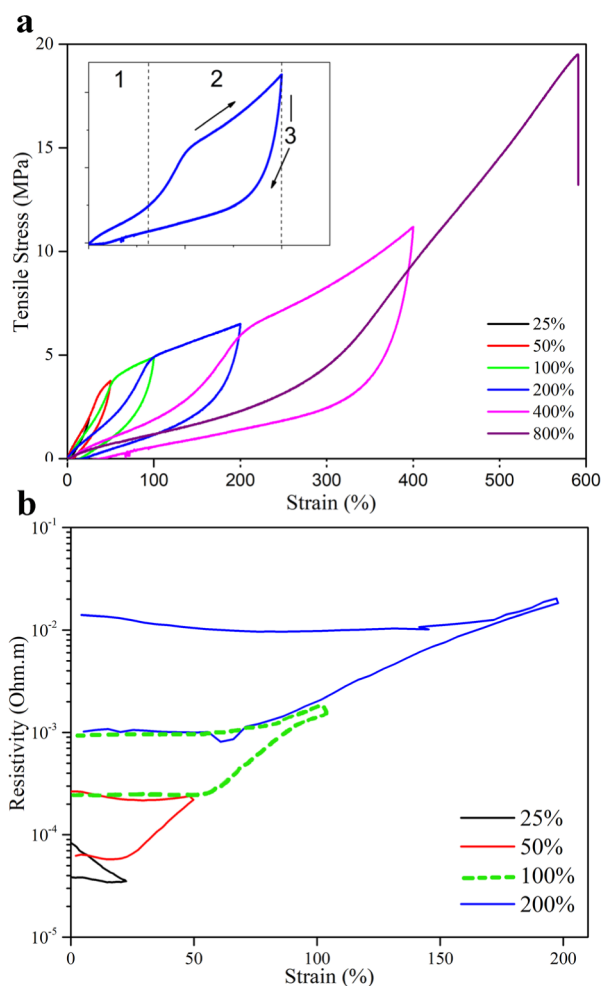 a
20
15
10
5
0
Tensile Stress (MPa)
1 2
3
25%
50%
100%
200%
400%
800%
0 100 200 300 400 500 600
Strain (%)
b
10-1
10-2
10-3
10-4
10-5
Resistivity (Ohm.m)
25%
50%
100%
200%
0 50 100 150 200
Strain (%)